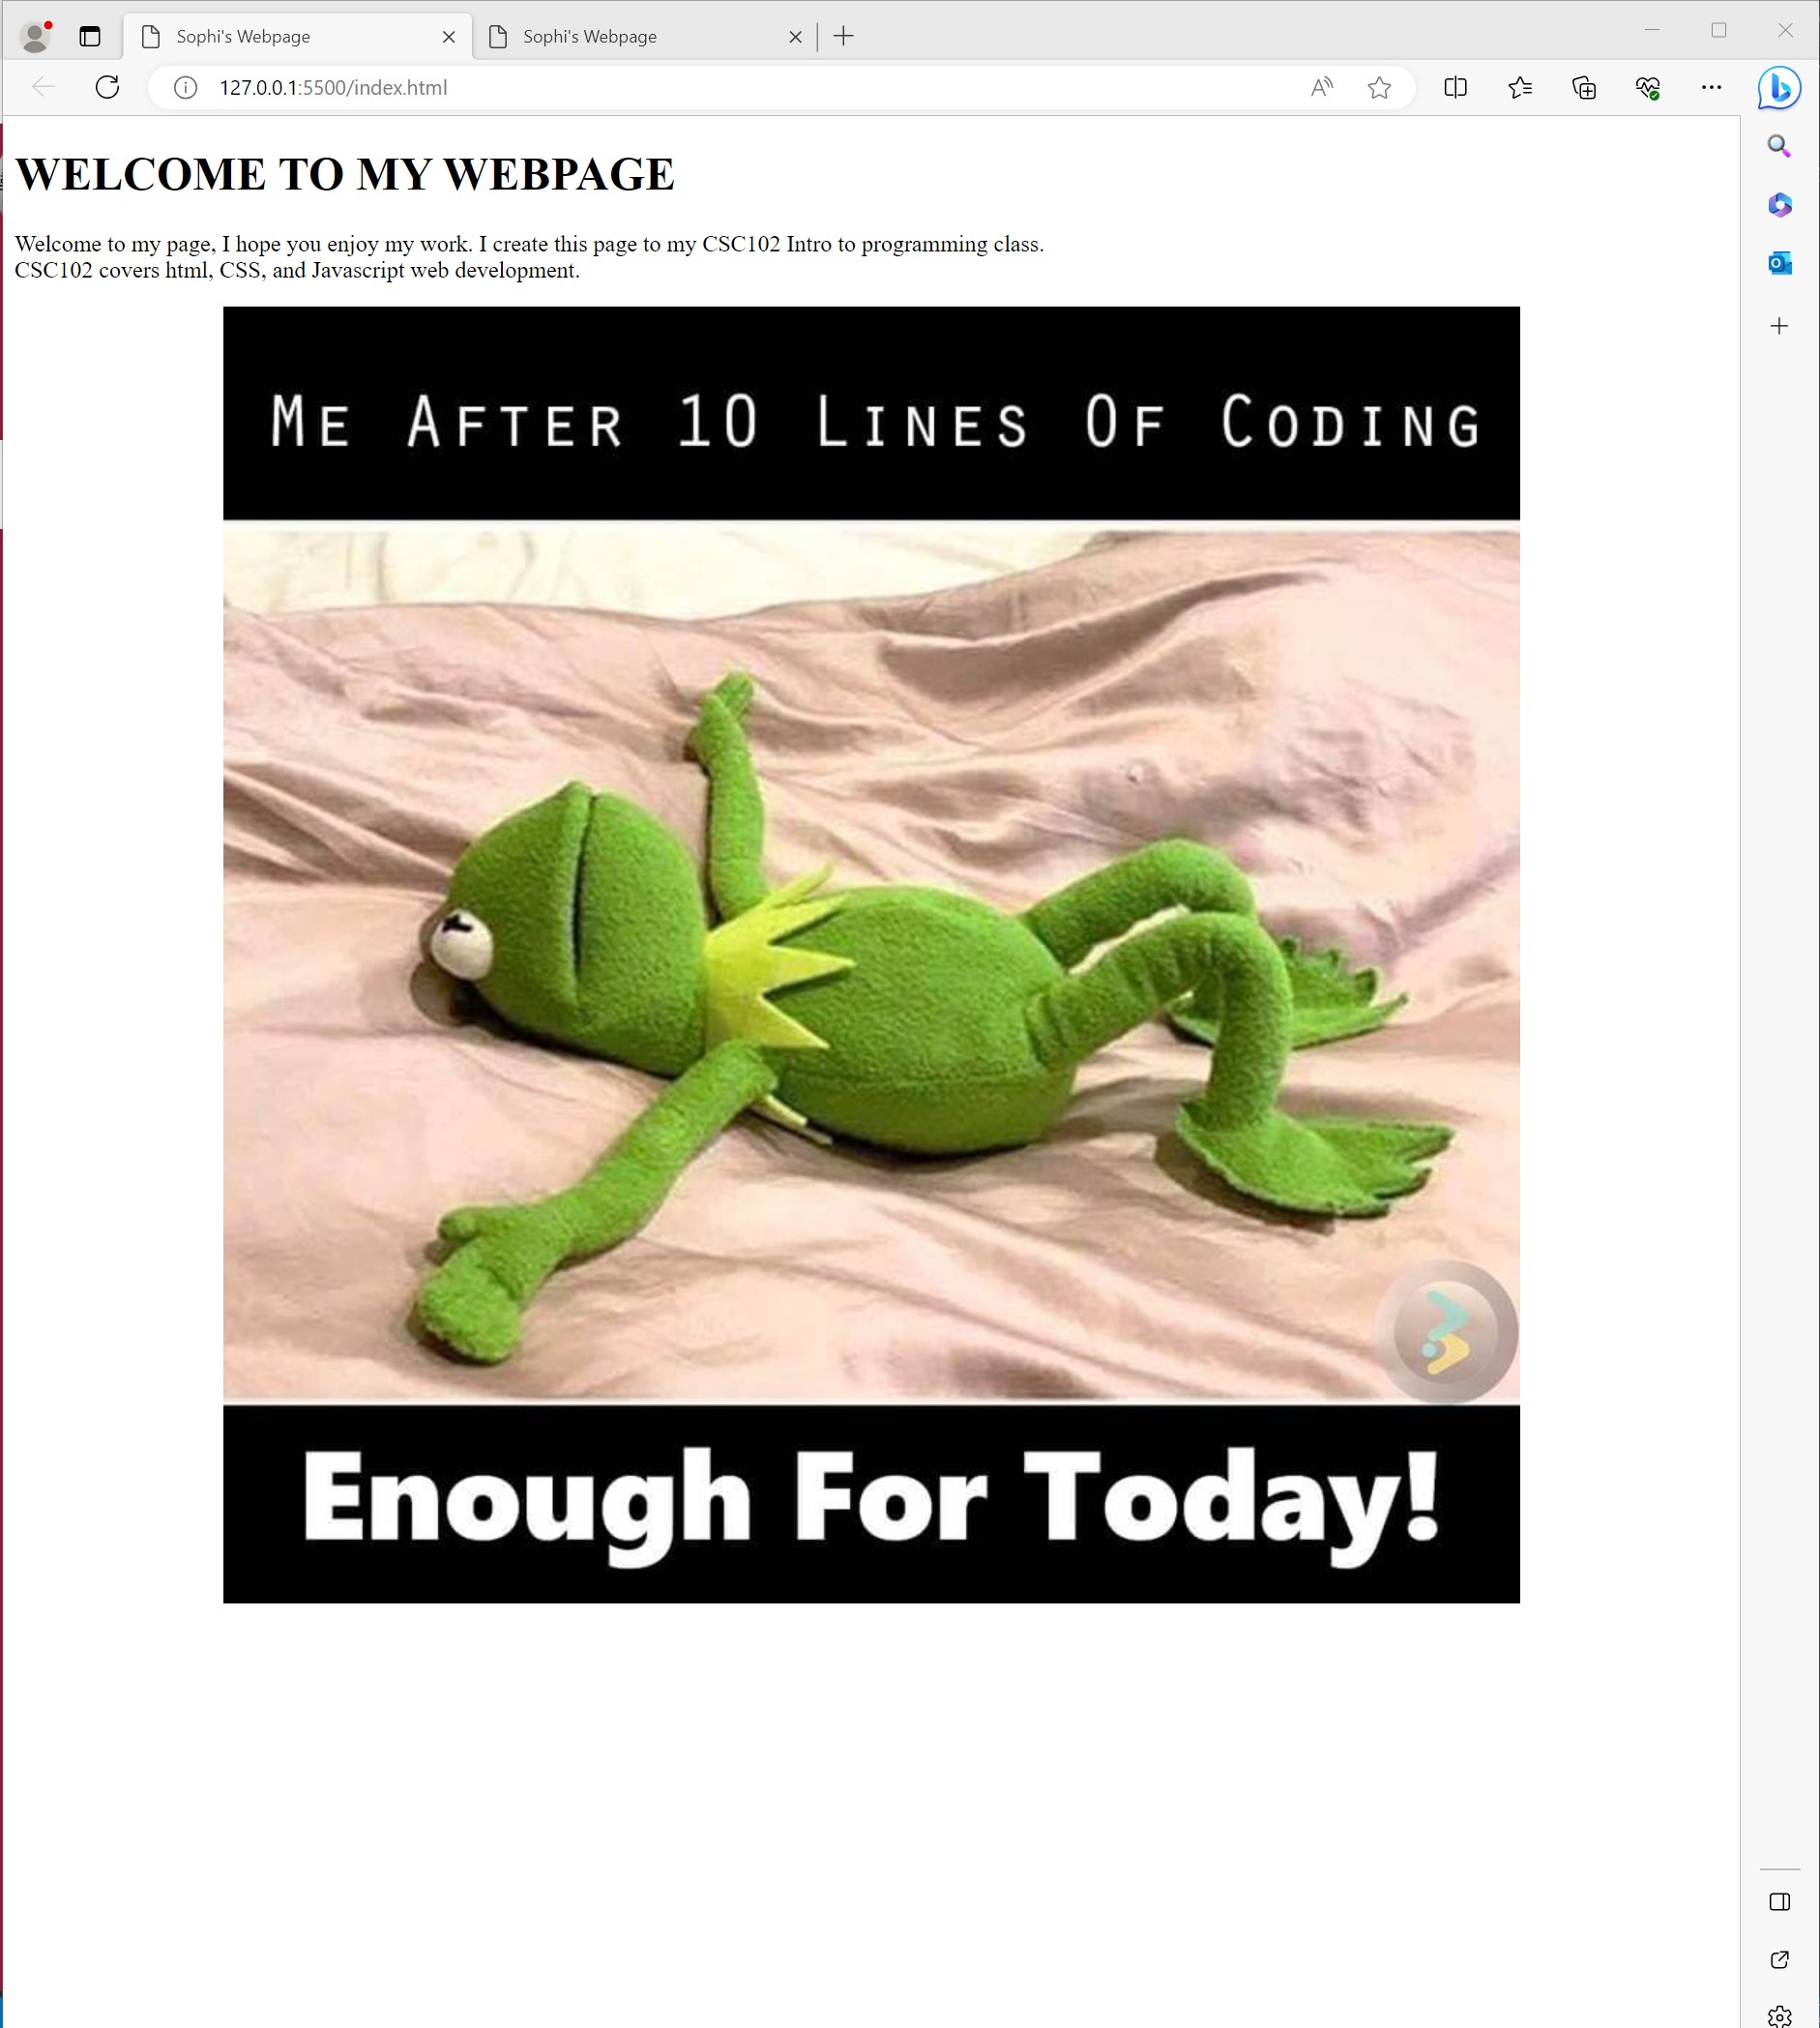 Sophi's Webpage
Sophi's Webpage
127.0.0.1:5500/index.html
WELCOME TO MY WEBPAGE
Welcome to my page, I hope you enjoy my work. I create this page to my CSC102 Intro to programming class.
CSC102 covers html, CSS, and Javascript web development.
Me After 10 Lines Of Coding
Enough For Today!